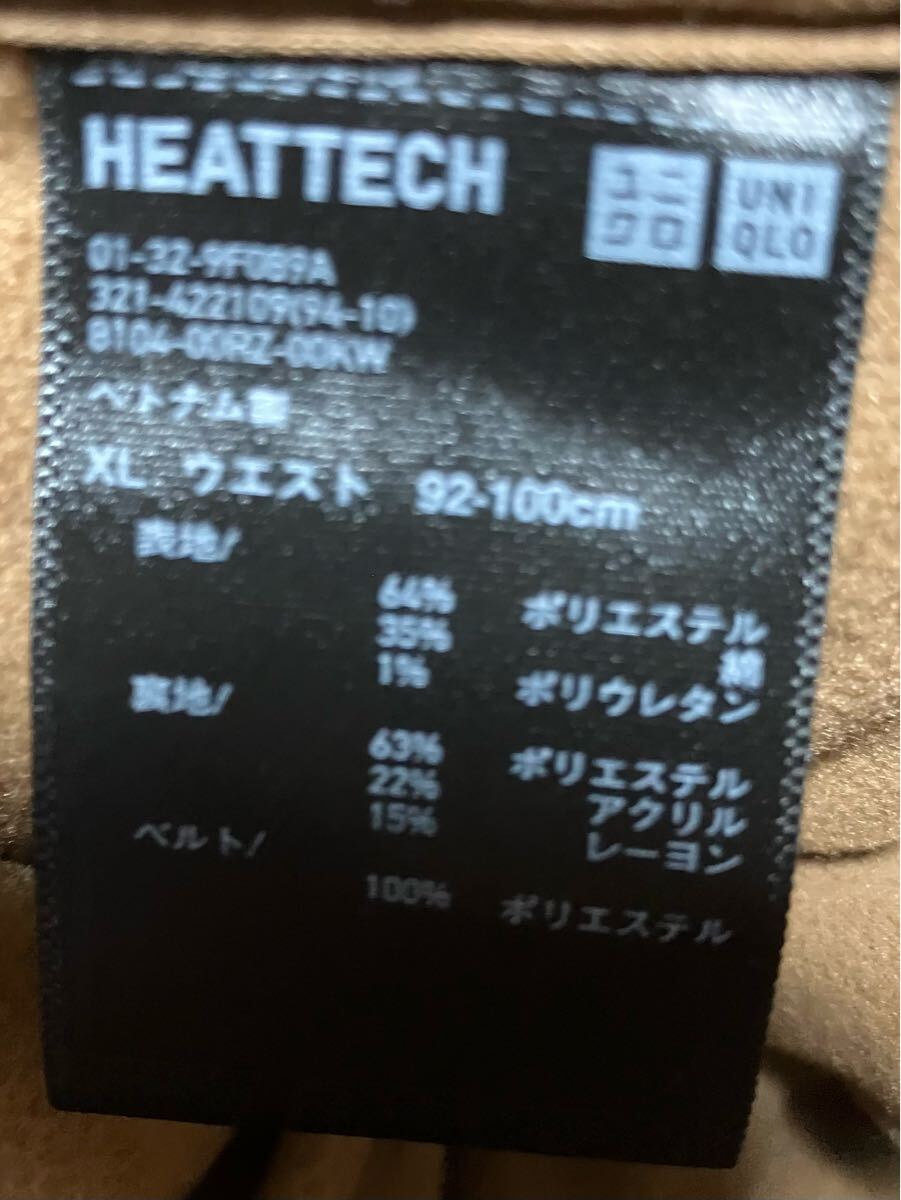 HEATTECH
ユニ
クロ
UNI
QLO
01-32-9F089A
321-422109(94-10)
8104-00RZ-00KW
ベトナム製
XL ウエスト 92-100cm
表地/
64% ポリエステル
35% 綿
1% ポリウレタン
裏地/
63% ポリエステル
22% アクリル
15% レーヨン
ベルト/
100% ポリエステル